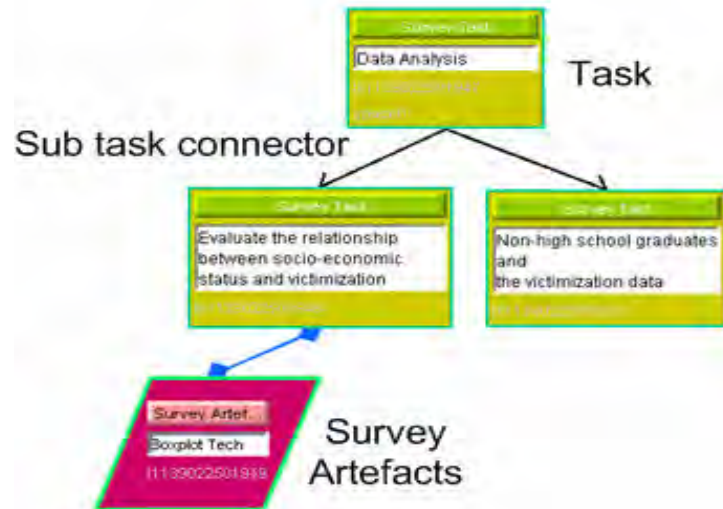 Survey Task
Data Analysis
Task
Sub task connector
Survey Task
Evaluate the relationship
between socio-economic
status and victimization
Survey Task
Non-high school graduates
and
the victimization data
Survey Artef...
Boxplot Tech
Survey
Artefacts